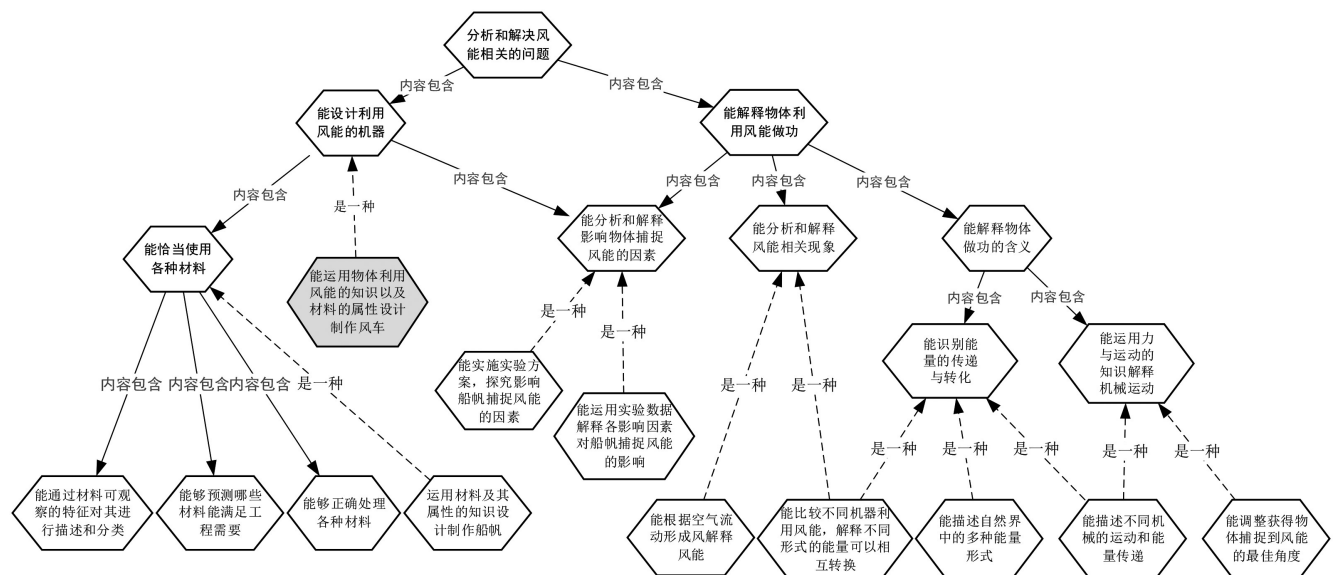 分析和解决风
能相关的问题
内容包含
内容包含
能设计利用
风能的机器
能解释物体利
用风能做功
内容包含
是一种
内容包含
内容包含
内容包含
内容包含
能恰当使用
各种材料
能运用物体利用
风能的知识以及
材料的属性设计
制作风车
能分析和解释
影响物体捕捉
风能的因素
能分析和解释
风能相关现象
能解释物体
做功的含义
是一种
是一种
内容包含
内容包含
能实施实验方
案，探究影响
船帆捕捉风能
的因素
能运用实验数据
解释各影响因素
对船帆捕捉风能
的影响
能识别能
量的传递
与转化
能运用力
与运动的
知识解释
机械运动
内容包含
内容包含
内容包含
是一种
是一种
是一种
是一种
是一种
是一种
是一种
是一种
能通过材料可观
察的特征对其进
行描述和分类
能够预测哪些
材料能满足工
程需要
能够正确处理
各种材料
运用材料及其
属性的知识设
计制作船帆
能根据空气流
动形成风解释
风能
能比较不同机器利
用风能，解释不同
形式的能量可以相
互转换
能描述自然界
中的多种能量
形式
能描述不同机
械的运动和能
量传递
能调整获得物
体捕捉到风能
的最佳角度